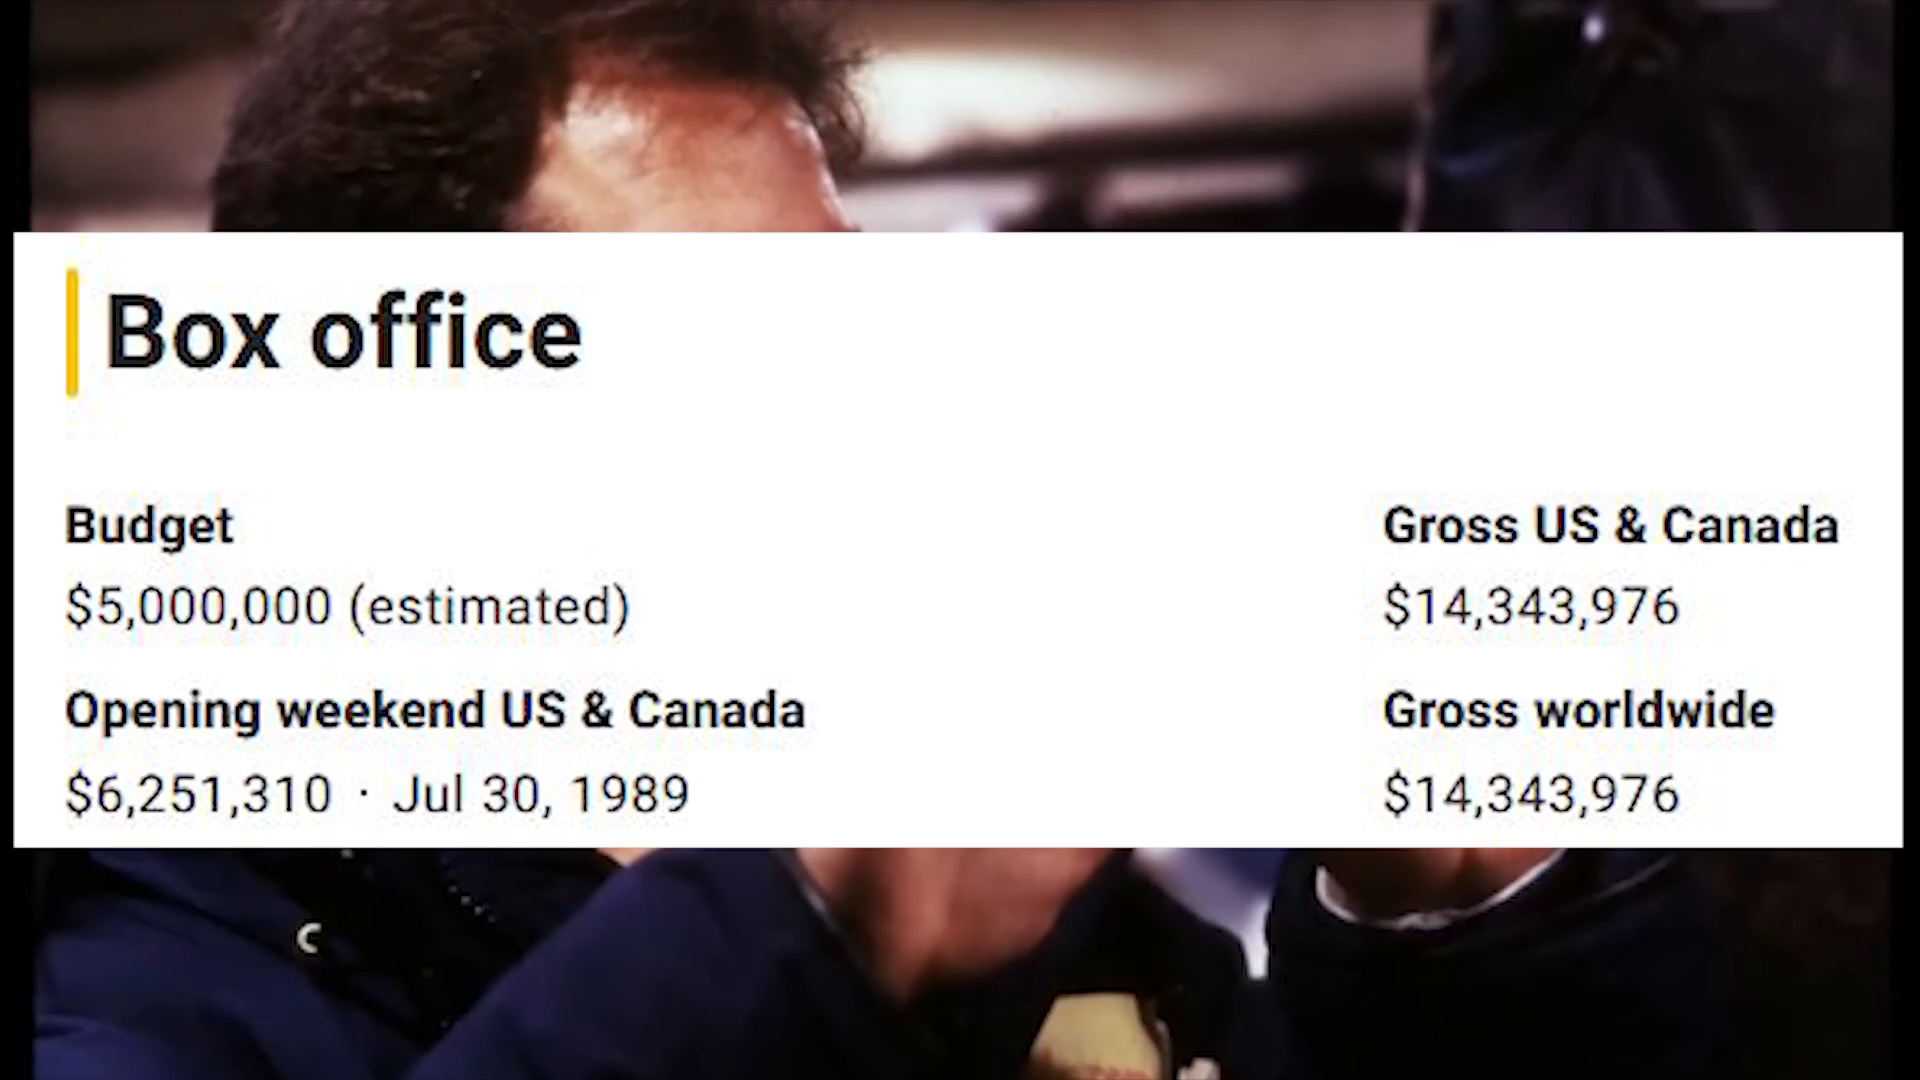 Box office
Budget
$5,000,000 (estimated)
Opening weekend US & Canada
$6,251,310 · Jul 30, 1989
Gross US & Canada
$14,343,976
Gross worldwide
$14,343,976